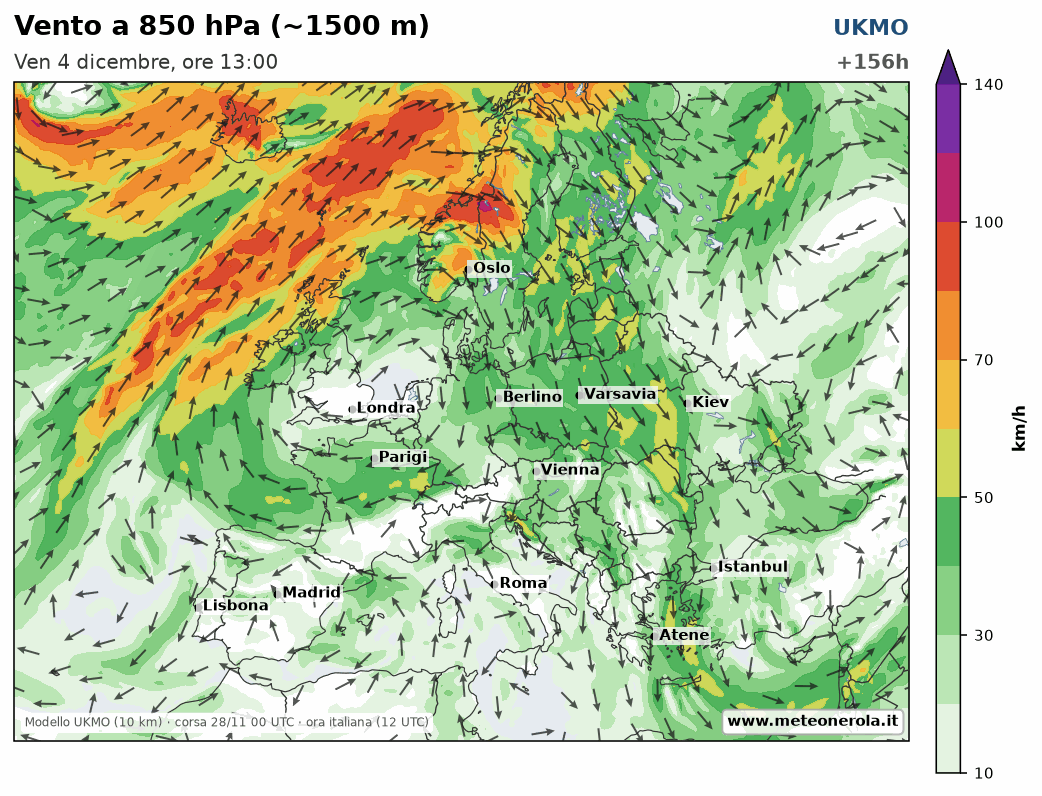 Vento a 850 hPa (~1500 m)
UKMO
Ven 4 dicembre, ore 13:00
+156h
140
100
70
50
30
10
km/h
Oslo
Londra
Berlino
Varsavia
Kiev
Parigi
Vienna
Istanbul
Roma
Madrid
Lisbona
Atene
Modello UKMO (10 km) · corsa 28/11 00 UTC · ora italiana (12 UTC)
www.meteonerola.it